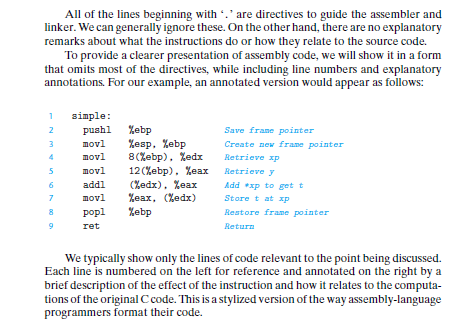 All of the lines beginning with ‘.’ are directives to guide the assembler and
linker. We can generally ignore these. On the other hand, there are no explanatory
remarks about what the instructions do or how they relate to the source code.
To provide a clearer presentation of assembly code, we will show it in a form
that omits most of the directives, while including line numbers and explanatory
annotations. For our example, an annotated version would appear as follows:
1 simple:
2 pushl %ebp Save frame pointer
3 movl %esp, %ebp Create new frame pointer
4 movl 8(%ebp), %edx Retrieve xp
5 movl 12(%ebp), %eax Retrieve y
6 addl (%edx), %eax Add *xp to get t
7 movl %eax, (%edx) Store t at xp
8 popl %ebp Restore frame pointer
9 ret Return
We typically show only the lines of code relevant to the point being discussed.
Each line is numbered on the left for reference and annotated on the right by a
brief description of the effect of the instruction and how it relates to the computa-
tions of the original C code. This is a stylized version of the way assembly-language
programmers format their code.